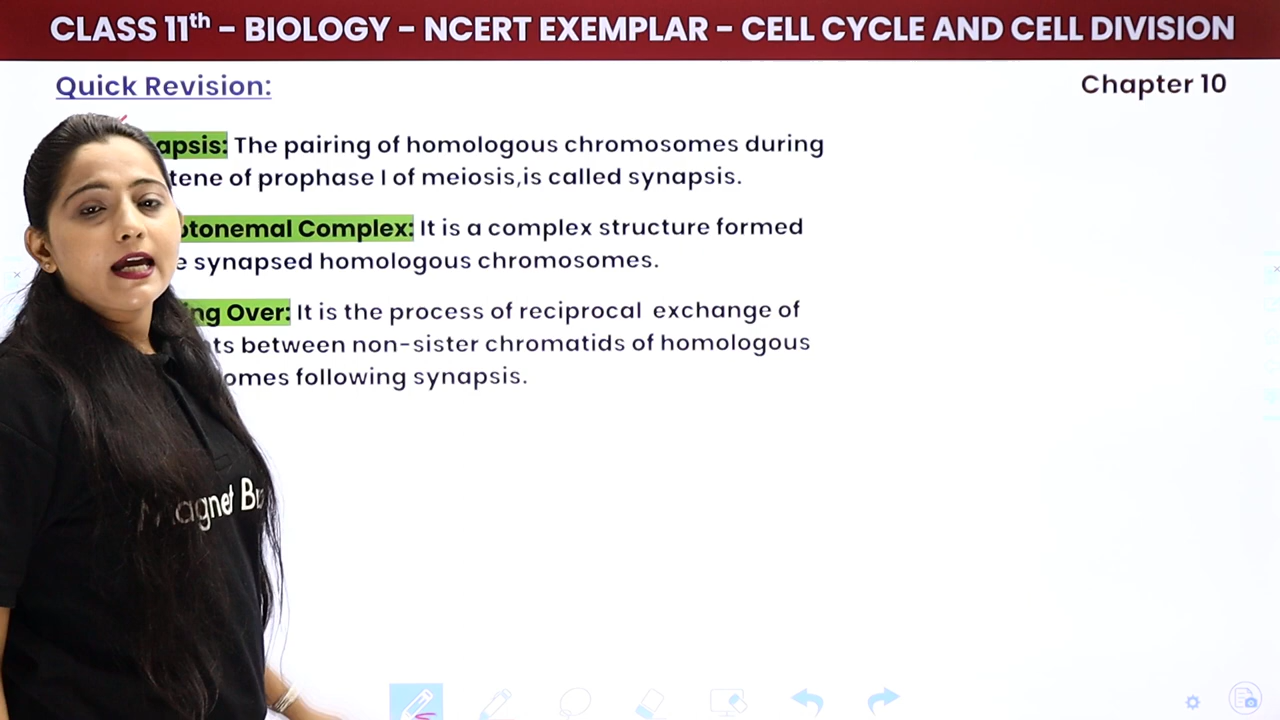 CLASS 11th - BIOLOGY - NCERT EXEMPLAR - CELL CYCLE AND CELL DIVISION
Quick Revision:
Chapter 10
apsis: The pairing of homologous chromosomes during
tene of prophase I of meiosis,is called synapsis.
ptonemal Complex: It is a complex structure formed
e synapsed homologous chromosomes.
ng Over: It is the process of reciprocal exchange of
ts between non-sister chromatids of homologous
omes following synapsis.
Magnet